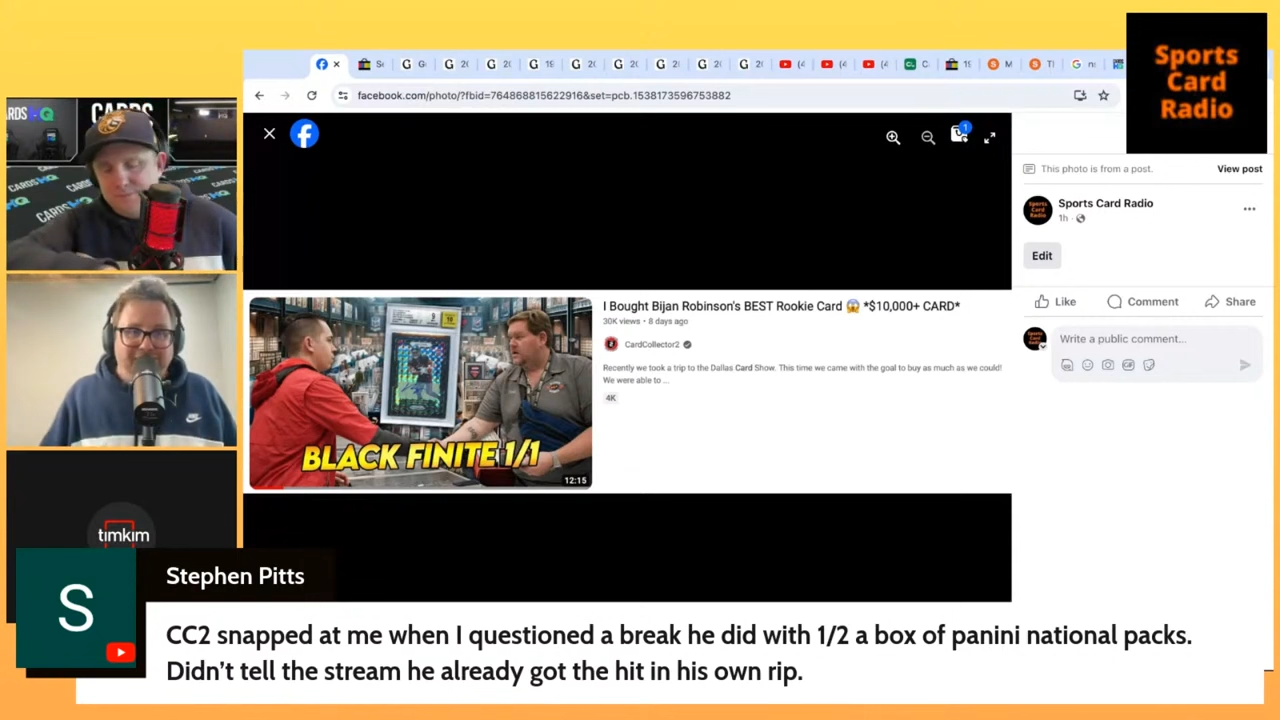 Sports
Card
Radio
facebook.com/photo/?fbid=764868815622916&set=pcb.1538173596753882
This photo is from a post.
View post
Sports Card Radio
1h
Edit
Like
Comment
Share
Write a public comment...
I Bought Bijan Robinson's BEST Rookie Card 😱 *$10,000+ CARD*
30K views • 8 days ago
CardCollector2
Recently we took a trip to the Dallas Card Show. This time we came with the goal to buy as much as we could!
We were able to ...
4K
BLACK FINITE 1/1
12:15
CARDS
CARDS HQ
timkim
S
Stephen Pitts
CC2 snapped at me when I questioned a break he did with 1/2 a box of panini national packs.
Didn't tell the stream he already got the hit in his own rip.